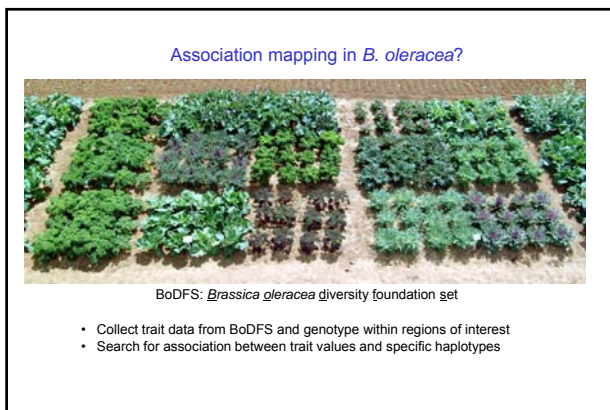 Association mapping in B. oleracea?
BoDFS: Brassica oleracea diversity foundation set
• Collect trait data from BoDFS and genotype within regions of interest
• Search for association between trait values and specific haplotypes